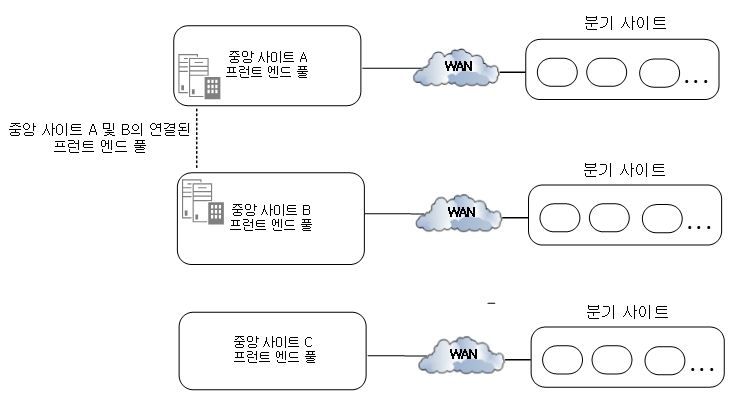 분기 사이트
중앙 사이트 A
프런트 엔드 풀
WAN
...
중앙 사이트 A 및 B의 연결된
프런트 엔드 풀
분기 사이트
중앙 사이트 B
프런트 엔드 풀
WAN
...
분기 사이트
중앙 사이트 C
프런트 엔드 풀
WAN
...